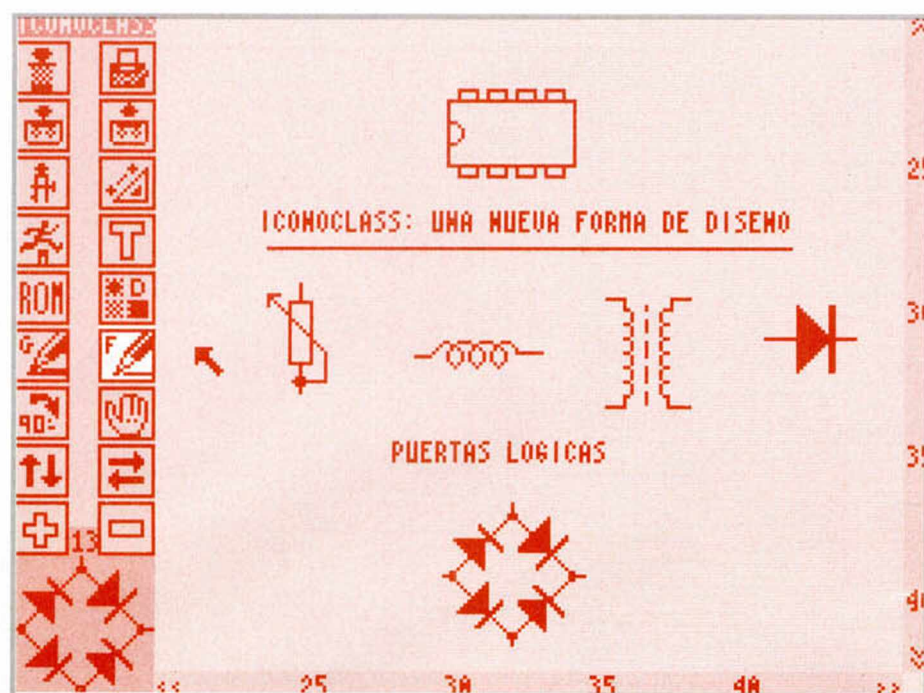 ICONOCLASS
ICONOCLASS: UNA NUEVA FORMA DE DISENO
ROM
T
D
G
F
90°
PUERTAS LOGICAS
13
25
30
35
40
<< 25 30 35 40 >>